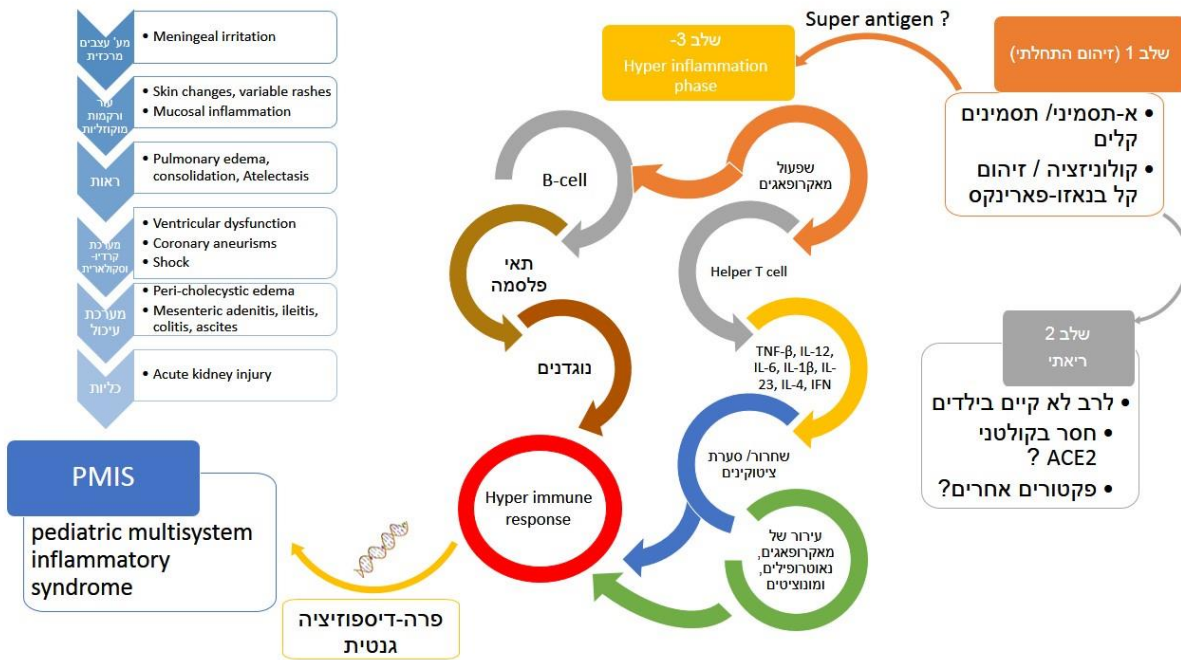 מע' עצבים
מרכזית
• Meningeal irritation
עור
ורקמות
מוקוזליות
• Skin changes, variable rashes
• Mucosal inflammation
ראות
• Pulmonary edema,
consolidation, Atelectasis
מערכת
קרדיו-
וסקולארית
• Ventricular dysfunction
• Coronary aneurisms
• Shock
מערכת
עיכול
• Peri-cholecystic edema
• Mesenteric adenitis, ileitis,
colitis, ascites
כליות
• Acute kidney injury
PMIS
pediatric multisystem
inflammatory
syndrome
פרה-דיספוזיציה
גנטית
Super antigen ?
שלב 1 (זיהום התחלתי)
• א-תסמיני/ תסמינים
קלים
• קולוניזציה / זיהום
קל בנאזו-פארינקס
שלב 2
ריאתי
• לרב לא קיים בילדים
• חסר בקולטני
ACE2 ?
• פקטורים אחרים?
שלב 3-
Hyper inflammation
phase
שפעול
מאקרופאגים
B-cell
Helper T cell
תאי
פלסמה
נוגדנים
TNF-β, IL-12,
IL-6, IL-1β, IL-
23, IL-4, IFN
שחרור/ סערת
ציטוקינים
עירור של
מאקרופאגים,
נאוטרופילים,
ומונוציטים
Hyper immune
response